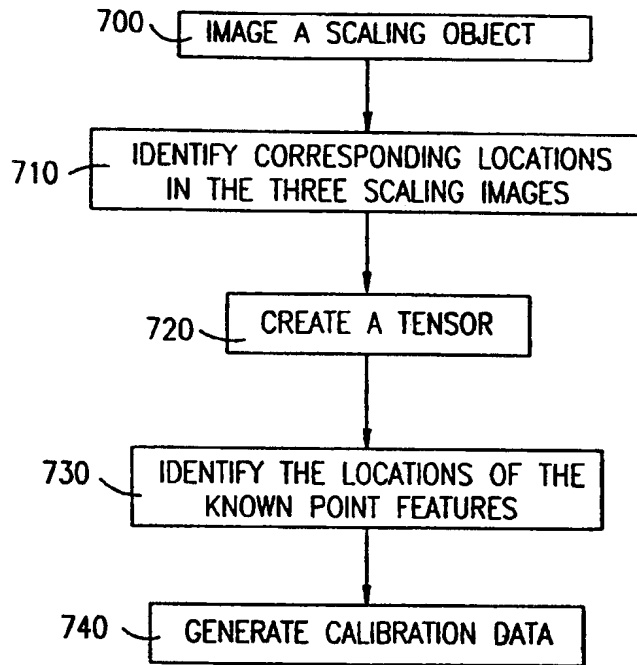 700
IMAGE A SCALING OBJECT
710
IDENTIFY CORRESPONDING LOCATIONS
IN THE THREE SCALING IMAGES
720
CREATE A TENSOR
730
IDENTIFY THE LOCATIONS OF THE
KNOWN POINT FEATURES
740
GENERATE CALIBRATION DATA